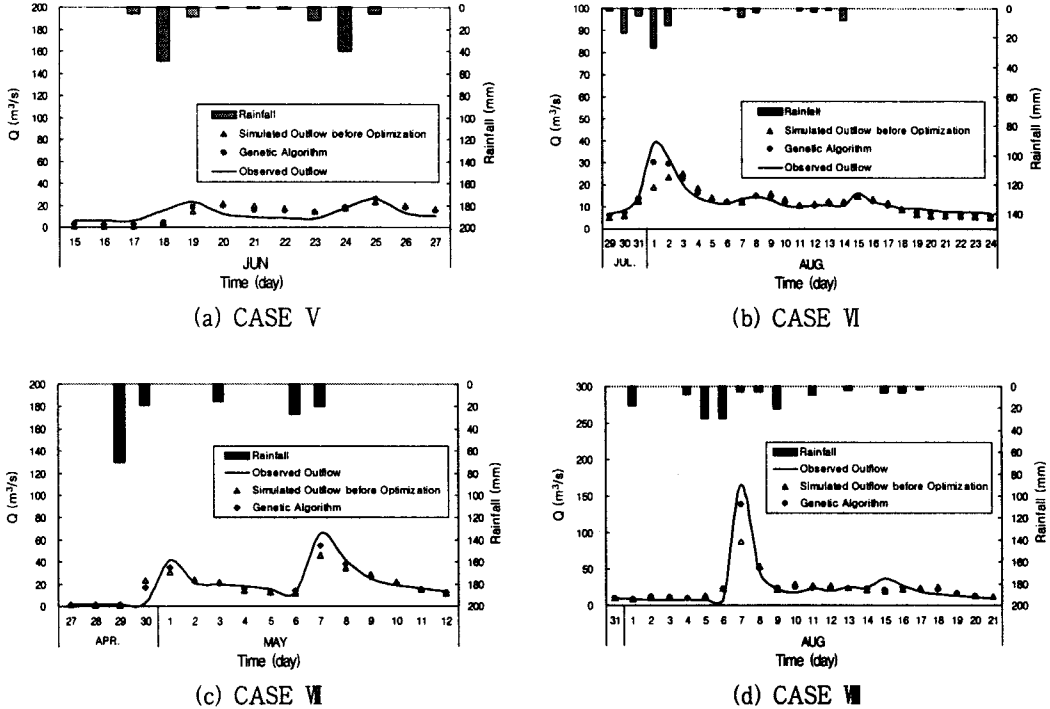 Q (m³/s)
200
180
160
140
120
100
80
60
40
20
0
0
20
40
60
80
100
120
140
160
180
200
Rainfall (mm)
Rainfall
Simulated Outflow before Optimization
Genetic Algorithm
Observed Outflow
15 16 17 18 19 20 21 22 23 24 25 26 27
JUN
Time (day)
(a) CASE Ⅴ
Q (m³/s)
100
90
80
70
60
50
40
30
20
10
0
0
20
40
60
80
100
120
140
Rainfall (mm)
Rainfall
Simulated Outflow before Optimization
Genetic Algorithm
Observed Outflow
29 30 31 1 2 3 4 5 6 7 8 9 10 11 12 13 14 15 16 17 18 19 20 21 22 23 24
JUL. AUG.
Time (day)
(b) CASE Ⅵ
Q (m³/s)
200
180
160
140
120
100
80
60
40
20
0
0
20
40
60
80
100
120
140
160
180
200
Rainfall (mm)
Rainfall
Observed Outflow
Simulated Outflow before Optimization
Genetic Algorithm
27 28 29 30 1 2 3 4 5 6 7 8 9 10 11 12
APR. MAY
Time (day)
(c) CASE Ⅶ
Q (m³/s)
300
250
200
150
100
50
0
0
20
40
60
80
100
120
140
160
180
200
Rainfall (mm)
Rainfall
Observed Outflow
Simulated Outflow before Optimization
Genetic Algorithm
31 1 2 3 4 5 6 7 8 9 10 11 12 13 14 15 16 17 18 19 20 21
AUG
Time (day)
(d) CASE Ⅷ